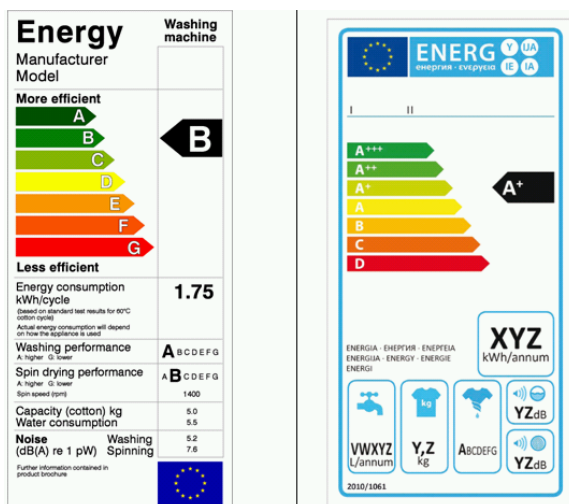 Energy
Washing
machine
Manufacturer
Model
More efficient
A
B
C
D
E
F
G
B
Less efficient
Energy consumption
kWh/cycle
1.75
(based on standard test results for 60°C
cotton cycle)
Actual energy consumption will depend
on how the appliance is used
Washing performance
A: higher G: lower
A B C D E F G
Spin drying performance
A: higher G: lower
A B C D E F G
Spin speed (rpm)
1400
Capacity (cotton) kg
5.0
Water consumption
5.5
Noise Washing
5.2
(dB(A) re 1 pW) Spinning
7.6
Further information contained in
product brochure
ENERG
енергия · ενεργεια
Y
UA
IE
IA
I II
A+++
A++
A+
A
B
C
D
A+
XYZ
kWh/annum
ENERGIA · ЕНЕРГИЯ · ΕΝΕΡΓΕΙΑ
ENERGIJA · ENERGY · ENERGIE
ENERGI
VWXYZ
L/annum
kg
Y,Z
kg
ABCDEFG
YZdB
YZdB
2010/1061